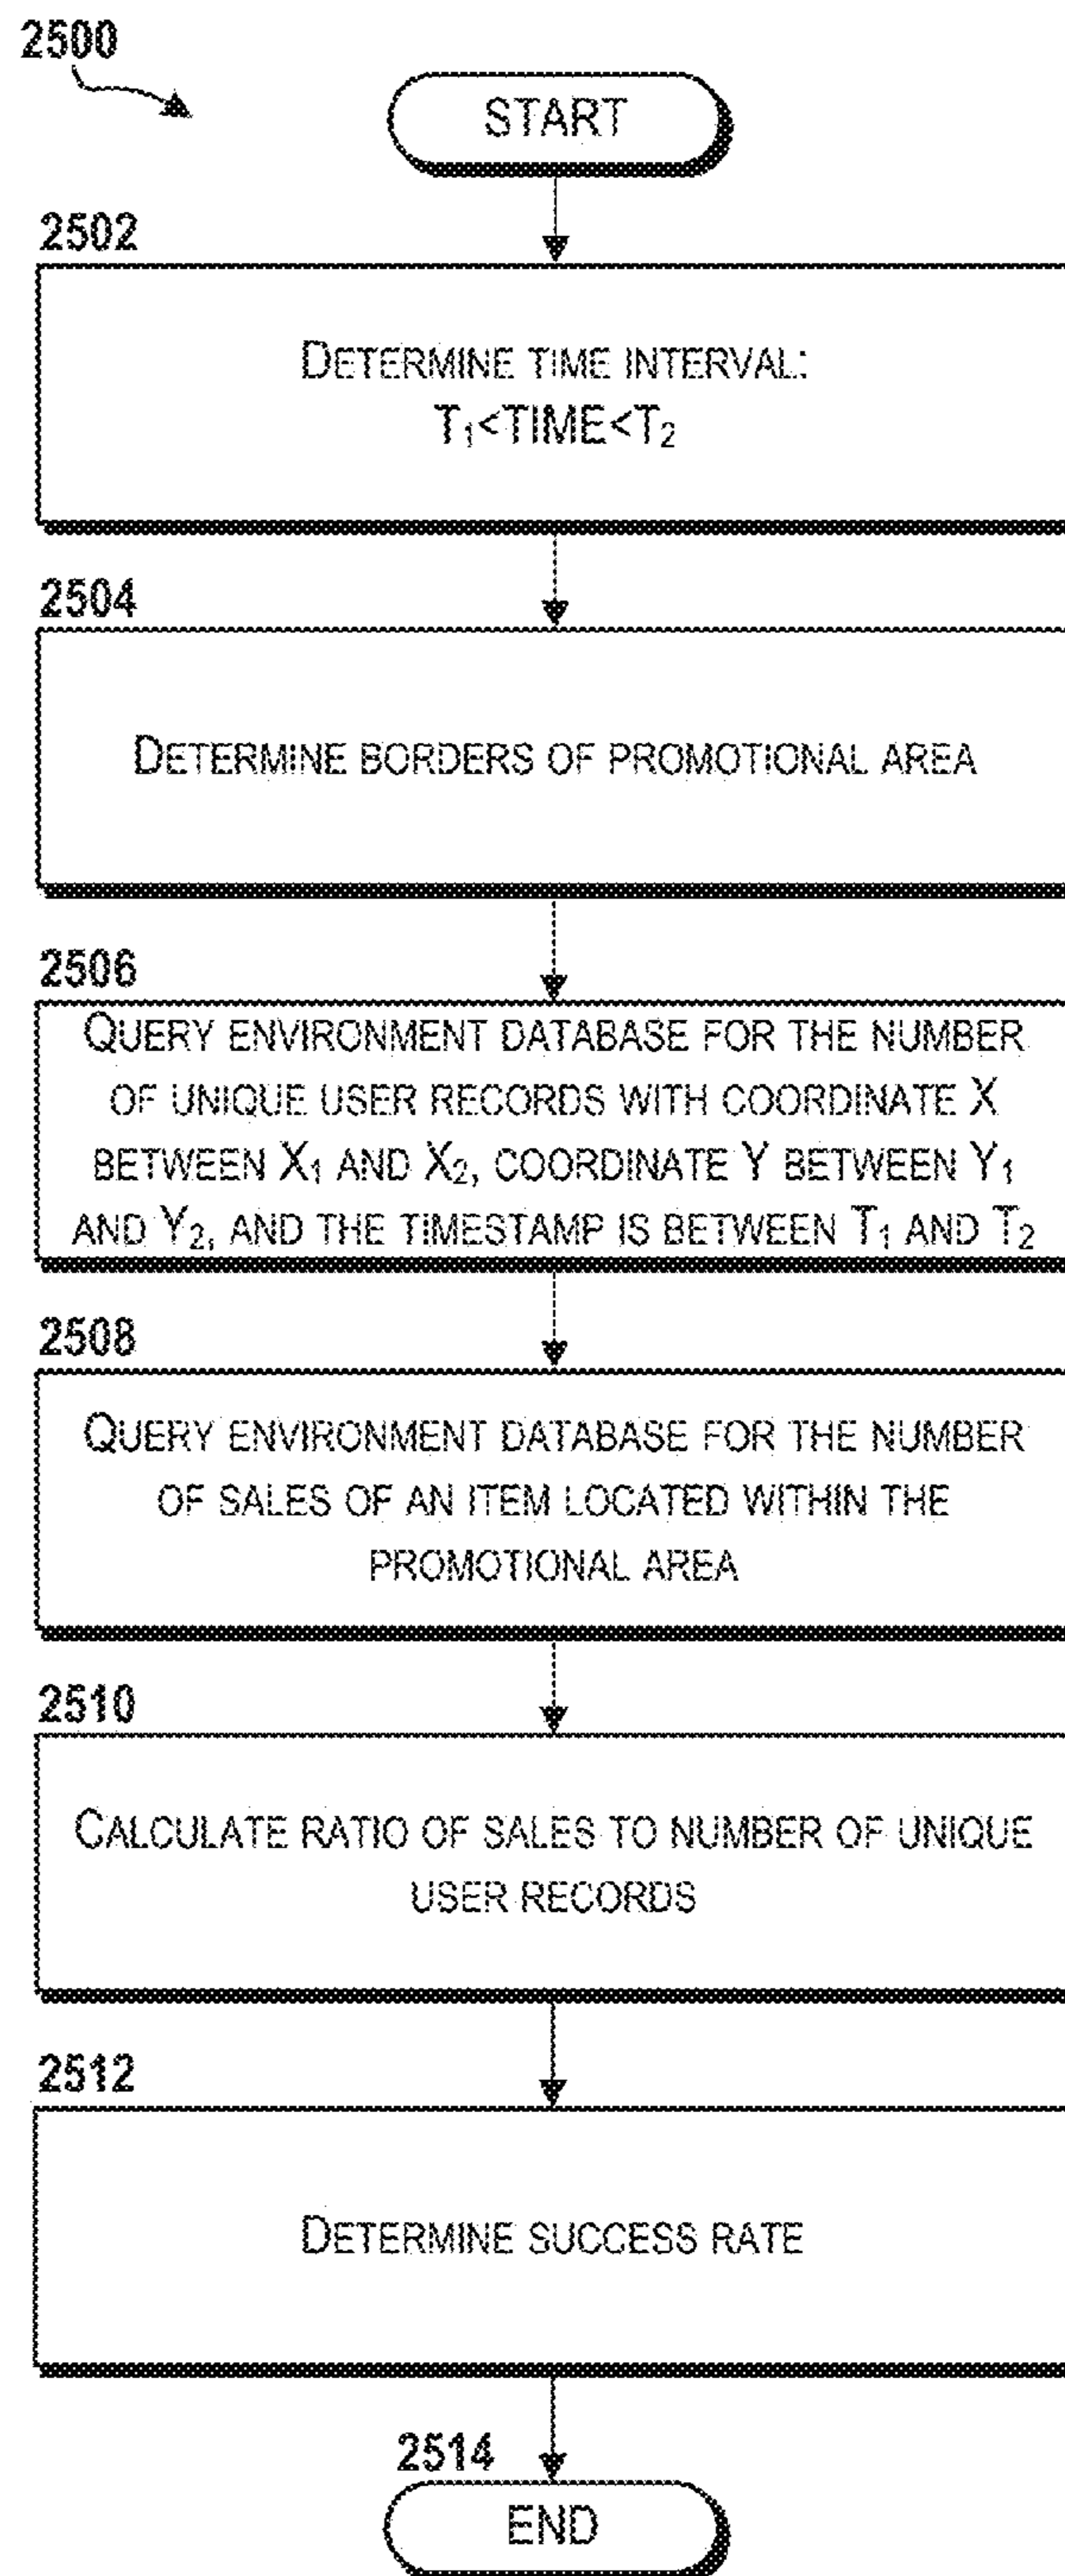 2500
START
2502
DETERMINE TIME INTERVAL:
T₁<TIME<T₂
2504
DETERMINE BORDERS OF PROMOTIONAL AREA
2506
QUERY ENVIRONMENT DATABASE FOR THE NUMBER
OF UNIQUE USER RECORDS WITH COORDINATE X
BETWEEN X₁ AND X₂, COORDINATE Y BETWEEN Y₁
AND Y₂, AND THE TIMESTAMP IS BETWEEN T₁ AND T₂
2508
QUERY ENVIRONMENT DATABASE FOR THE NUMBER
OF SALES OF AN ITEM LOCATED WITHIN THE
PROMOTIONAL AREA
2510
CALCULATE RATIO OF SALES TO NUMBER OF UNIQUE
USER RECORDS
2512
DETERMINE SUCCESS RATE
2514
END